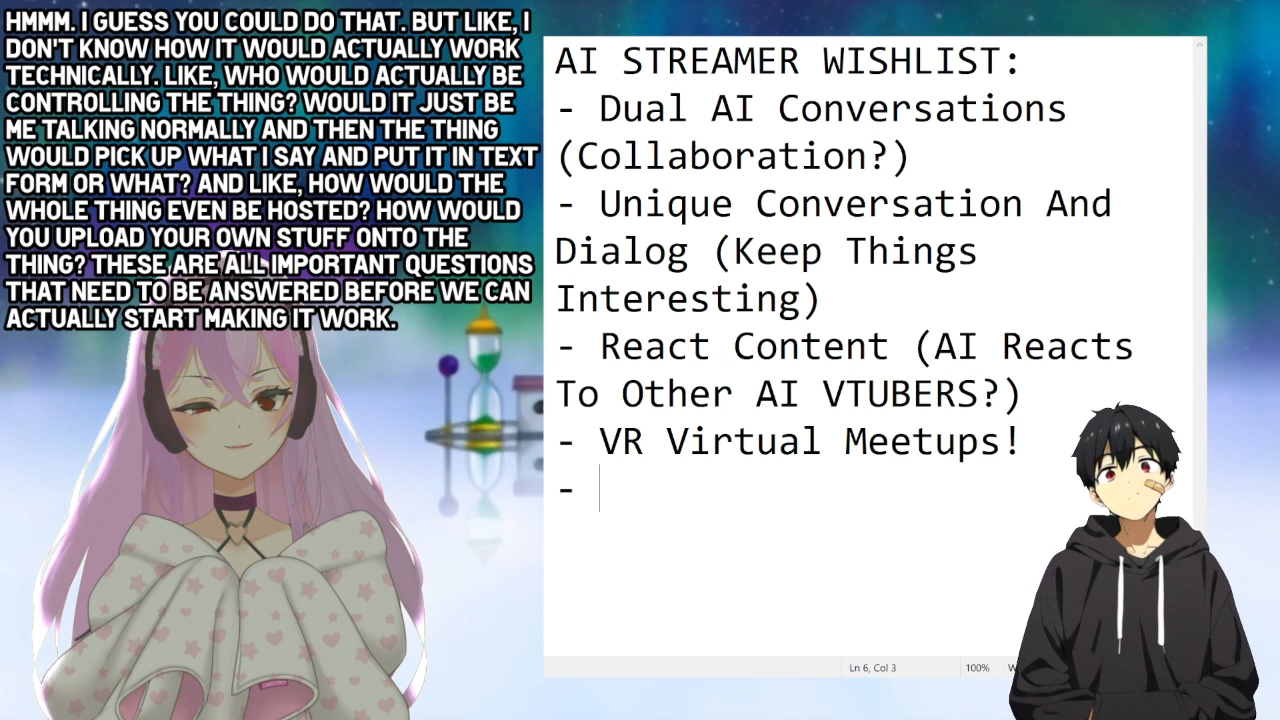 HMMM. I GUESS YOU COULD DO THAT. BUT LIKE, I
DON'T KNOW HOW IT WOULD ACTUALLY WORK
TECHNICALLY. LIKE, WHO WOULD ACTUALLY BE
CONTROLLING THE THING? WOULD IT JUST BE
ME TALKING NORMALLY AND THEN THE THING
WOULD PICK UP WHAT I SAY AND PUT IT IN TEXT
FORM OR WHAT? AND LIKE, HOW WOULD THE
WHOLE THING EVEN BE HOSTED? HOW WOULD
YOU UPLOAD YOUR OWN STUFF ONTO THE
THING? THESE ARE ALL IMPORTANT QUESTIONS
THAT NEED TO BE ANSWERED BEFORE WE CAN
ACTUALLY START MAKING IT WORK.
AI STREAMER WISHLIST:
- Dual AI Conversations
(Collaboration?)
- Unique Conversation And
Dialog (Keep Things
Interesting)
- React Content (AI Reacts
To Other AI VTUBERS?)
- VR Virtual Meetups!
-
Ln 6, Col 3
100%